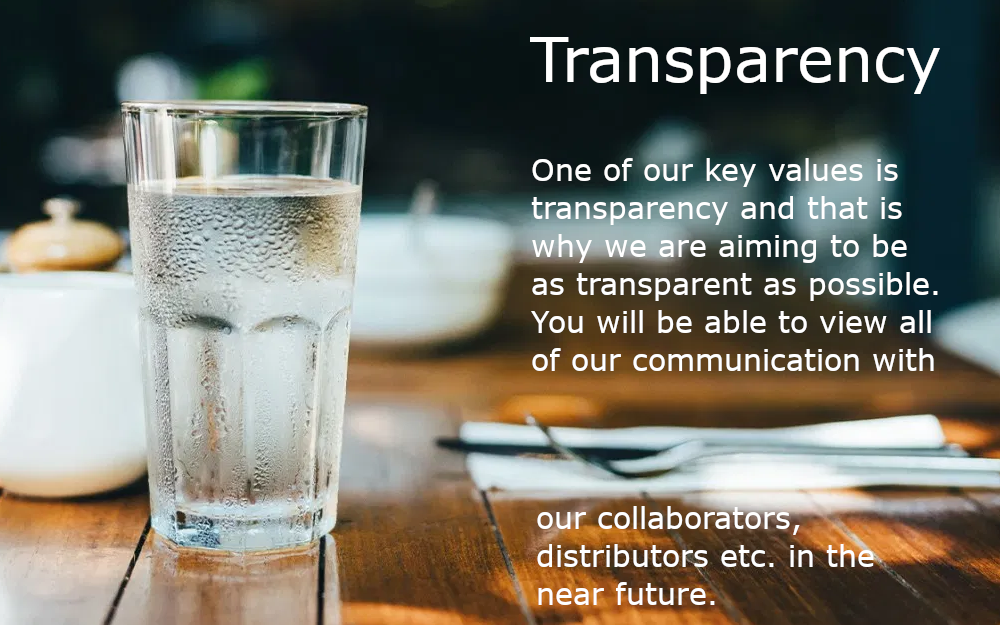 Transparency
One of our key values is
transparency and that is
why we are aiming to be
as transparent as possible.
You will be able to view all
of our communication with
our collaborators,
distributors etc. in the
near future.